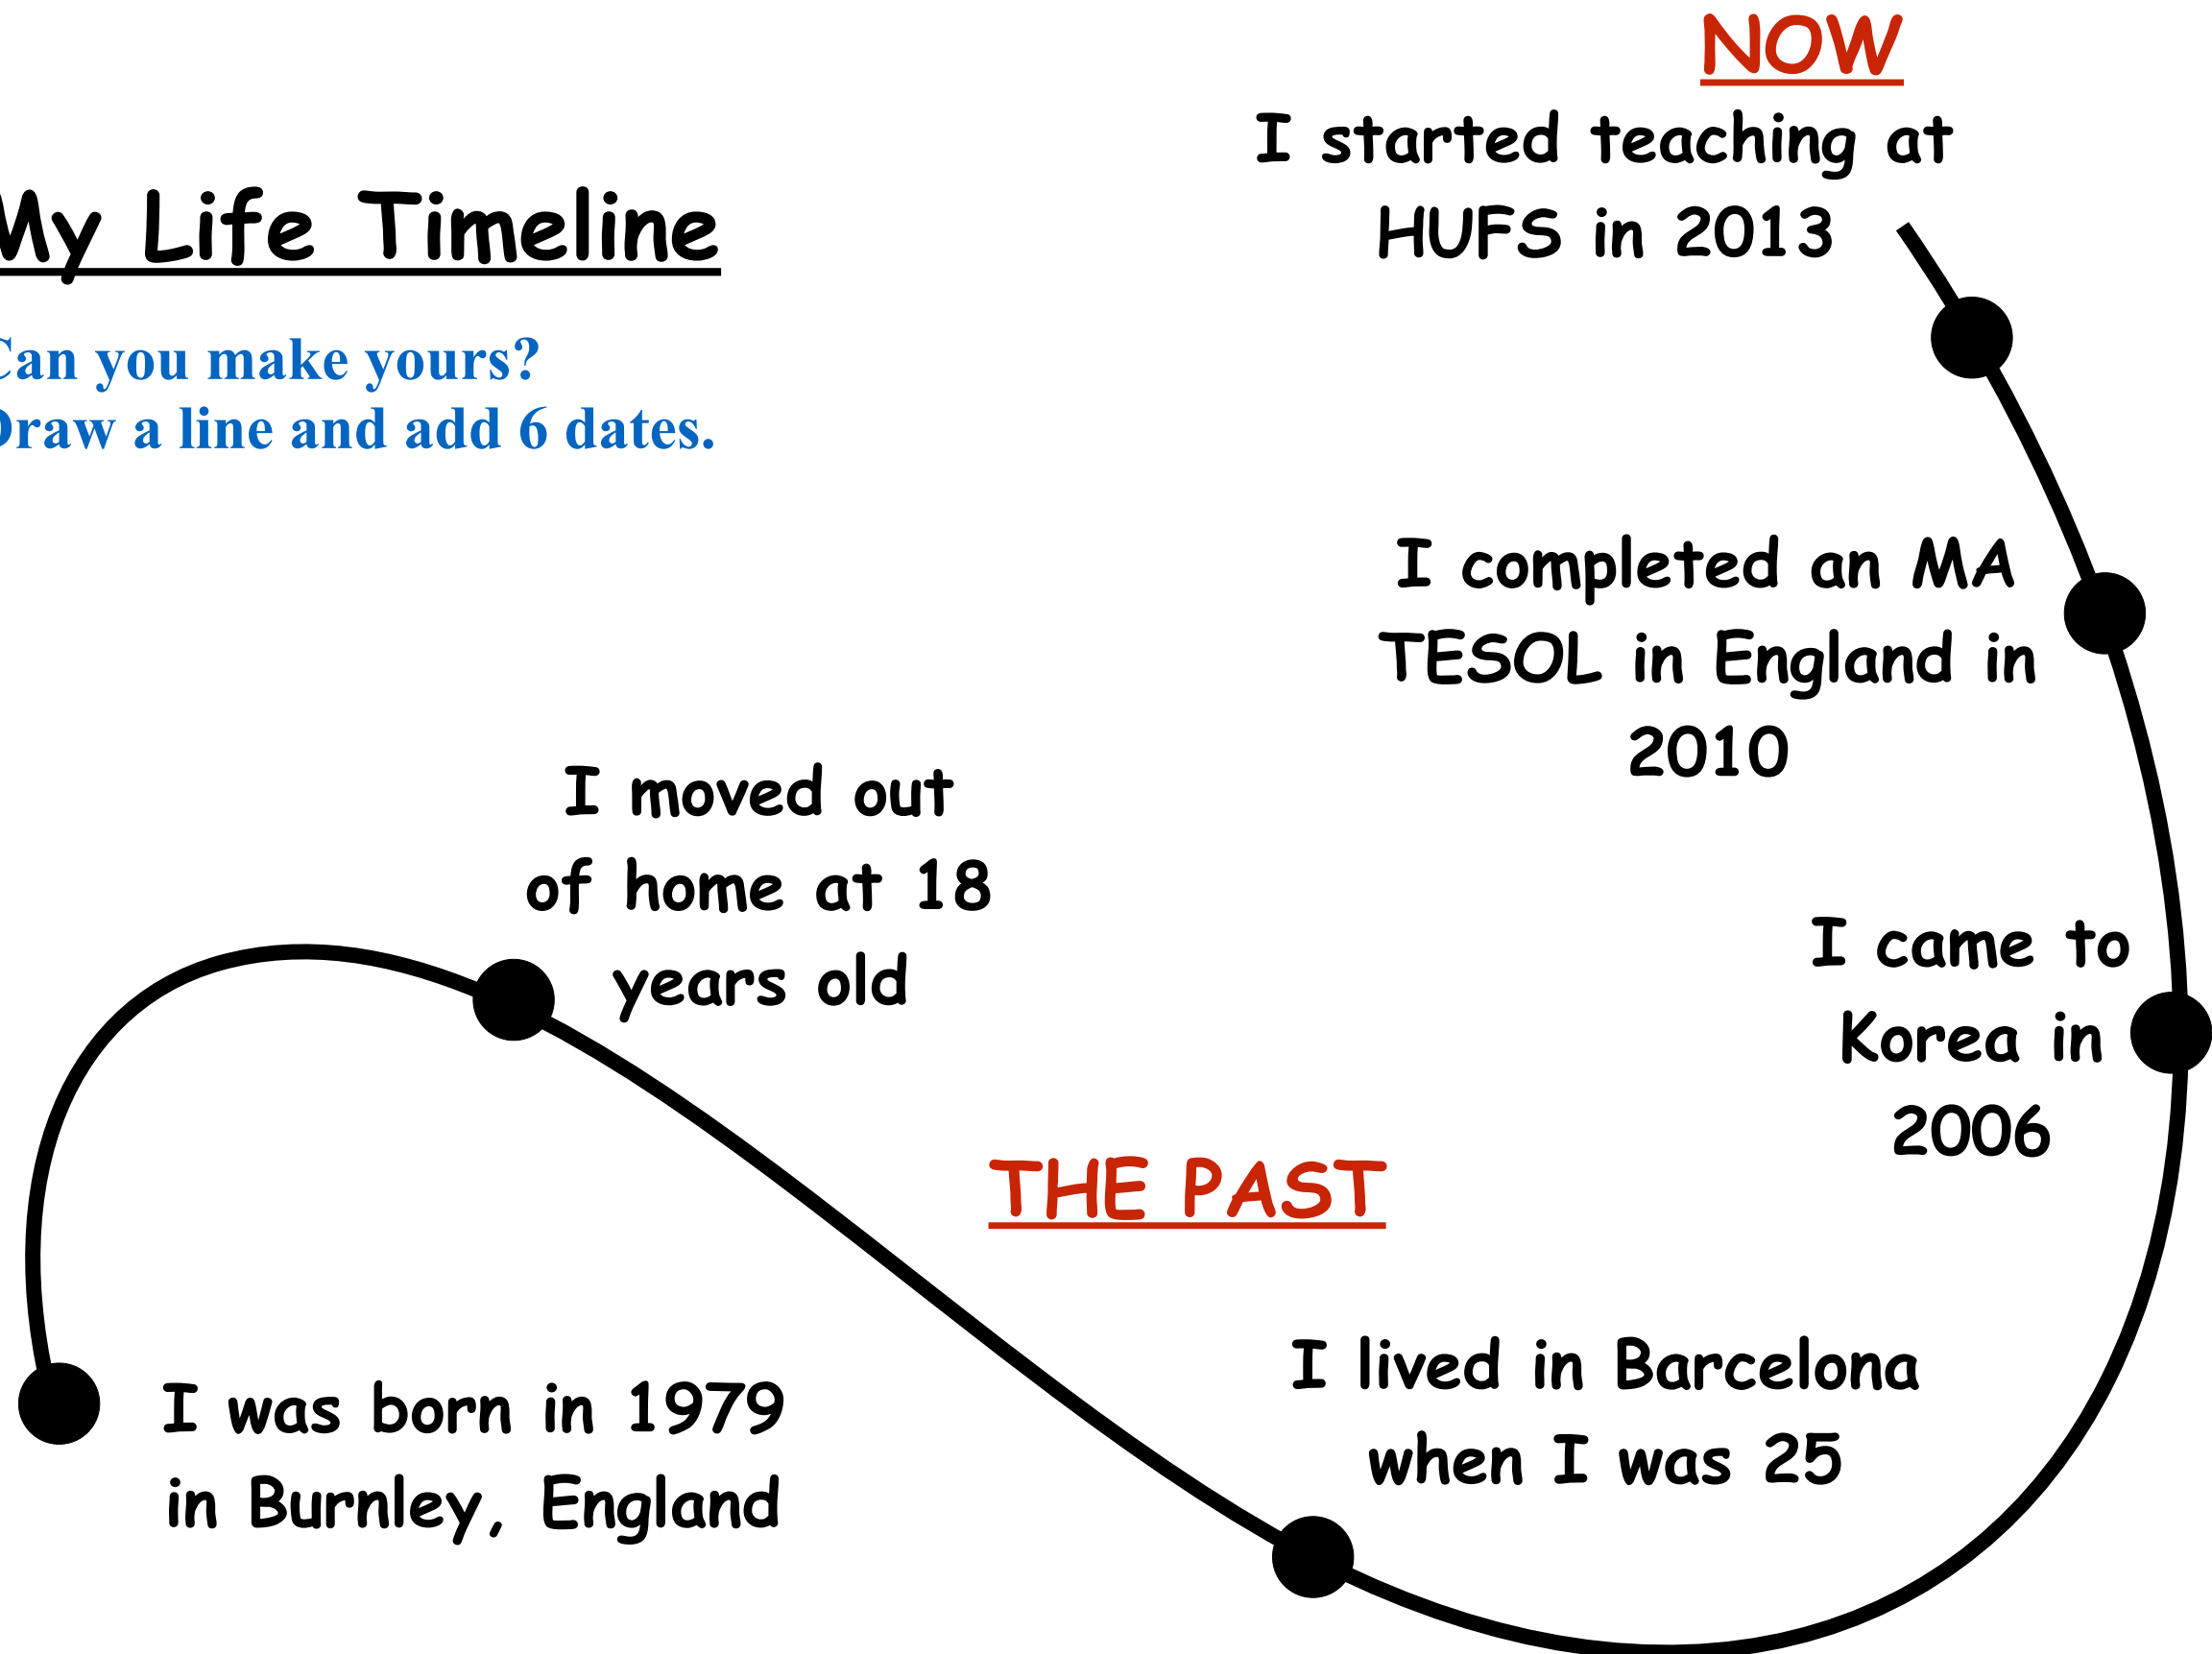 NOW
I started teaching at
HUFS in 2013
My Life Timeline
Can you make yours?
Draw a line and add 6 dates.
I completed an MA
TESOL in England in
2010
I moved out
of home at 18
years old
I came to
Korea in
2006
THE PAST
I lived in Barcelona
when I was 25
I was born in 1979
in Burnley, England